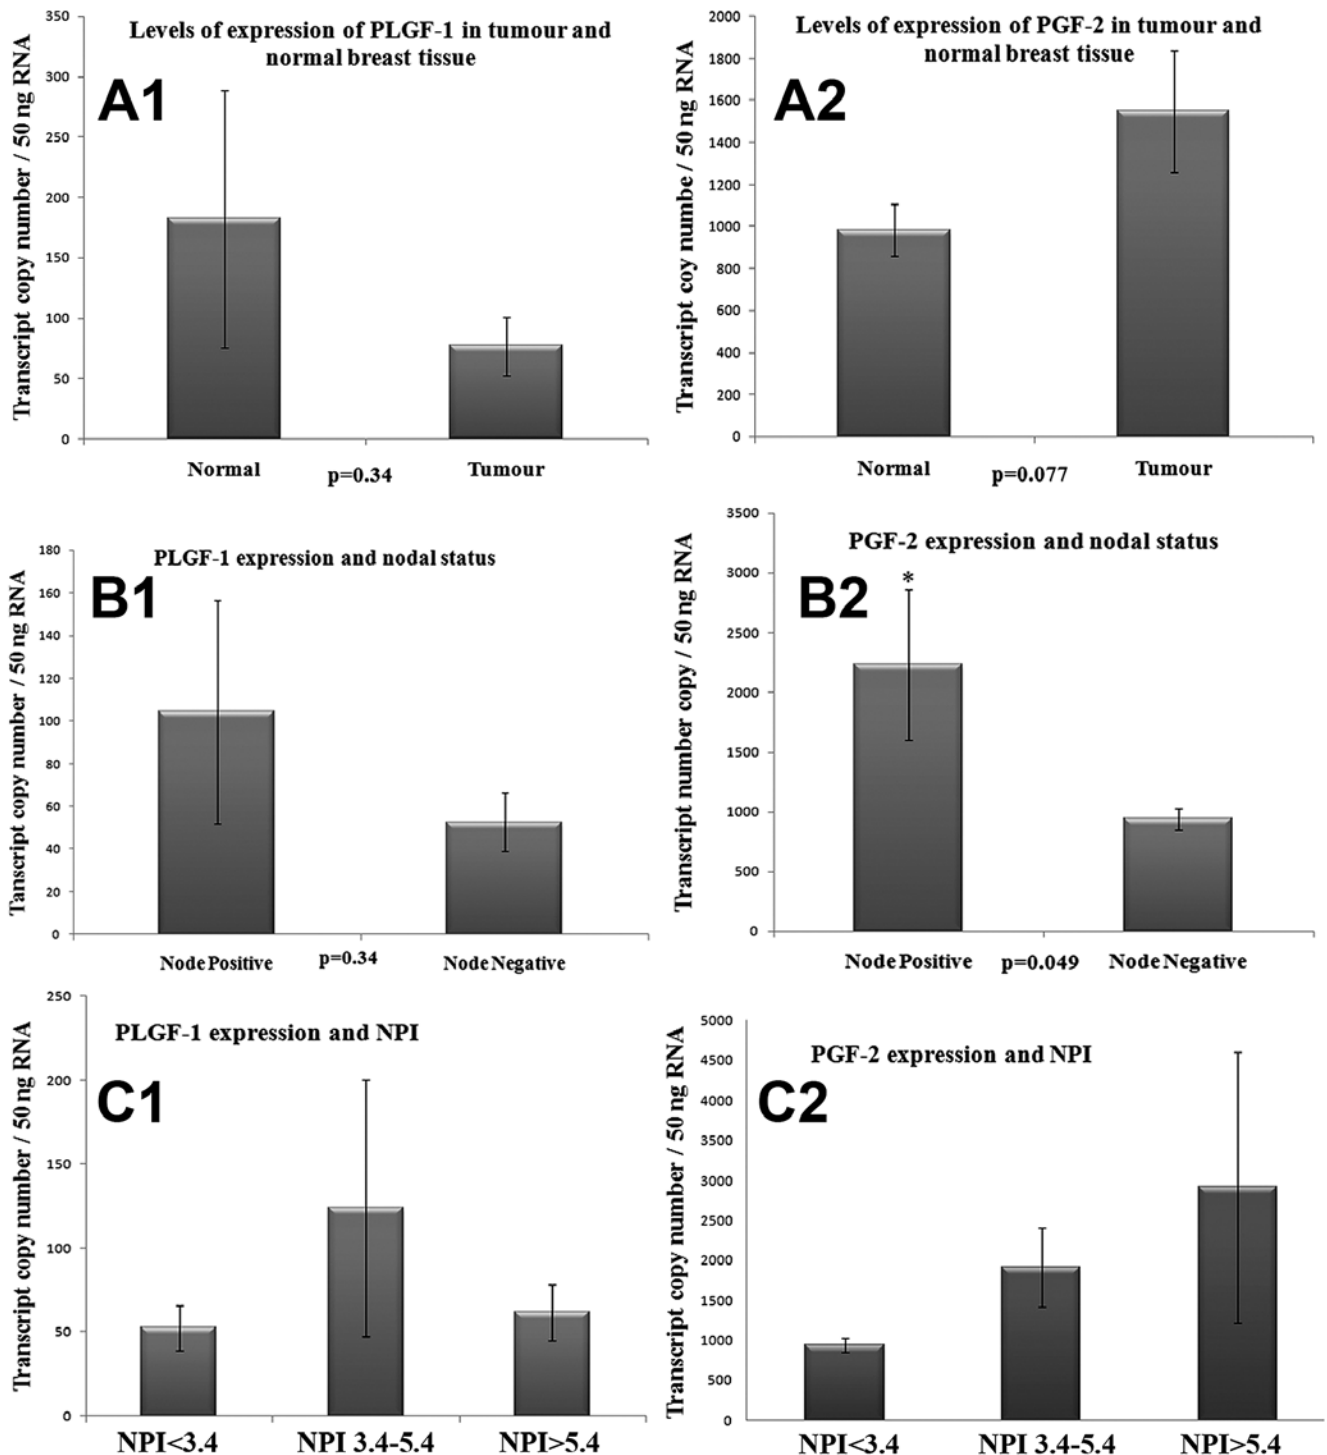 Levels of expression of PLGF-1 in tumour and
normal breast tissue
A1
Transcript copy number / 50 ng RNA
350
300
250
200
150
100
50
0
Normal
p=0.34
Tumour
Levels of expression of PGF-2 in tumour and
normal breast tissue
A2
Transcript coy numbe / 50 ng RNA
2000
1800
1600
1400
1200
1000
800
600
400
200
0
Normal
p=0.077
Tumour
PLGF-1 expression and nodal status
B1
Tanscript copy number / 50 ng RNA
180
160
140
120
100
80
60
40
20
0
Node Positive
p=0.34
Node Negative
PGF-2 expression and nodal status
B2
Transcript number copy / 50 ng RNA
3500
3000
2500
2000
1500
1000
500
0
*
Node Positive
p=0.049
Node Negative
PLGF-1 expression and NPI
C1
Transcript copy number / 50 ng RNA
250
200
150
100
50
0
NPI<3.4
NPI 3.4-5.4
NPI>5.4
PGF-2 expression and NPI
C2
Transcript copy number / 50 ng RNA
5000
4500
4000
3500
3000
2500
2000
1500
1000
500
0
NPI<3.4
NPI 3.4-5.4
NPI>5.4